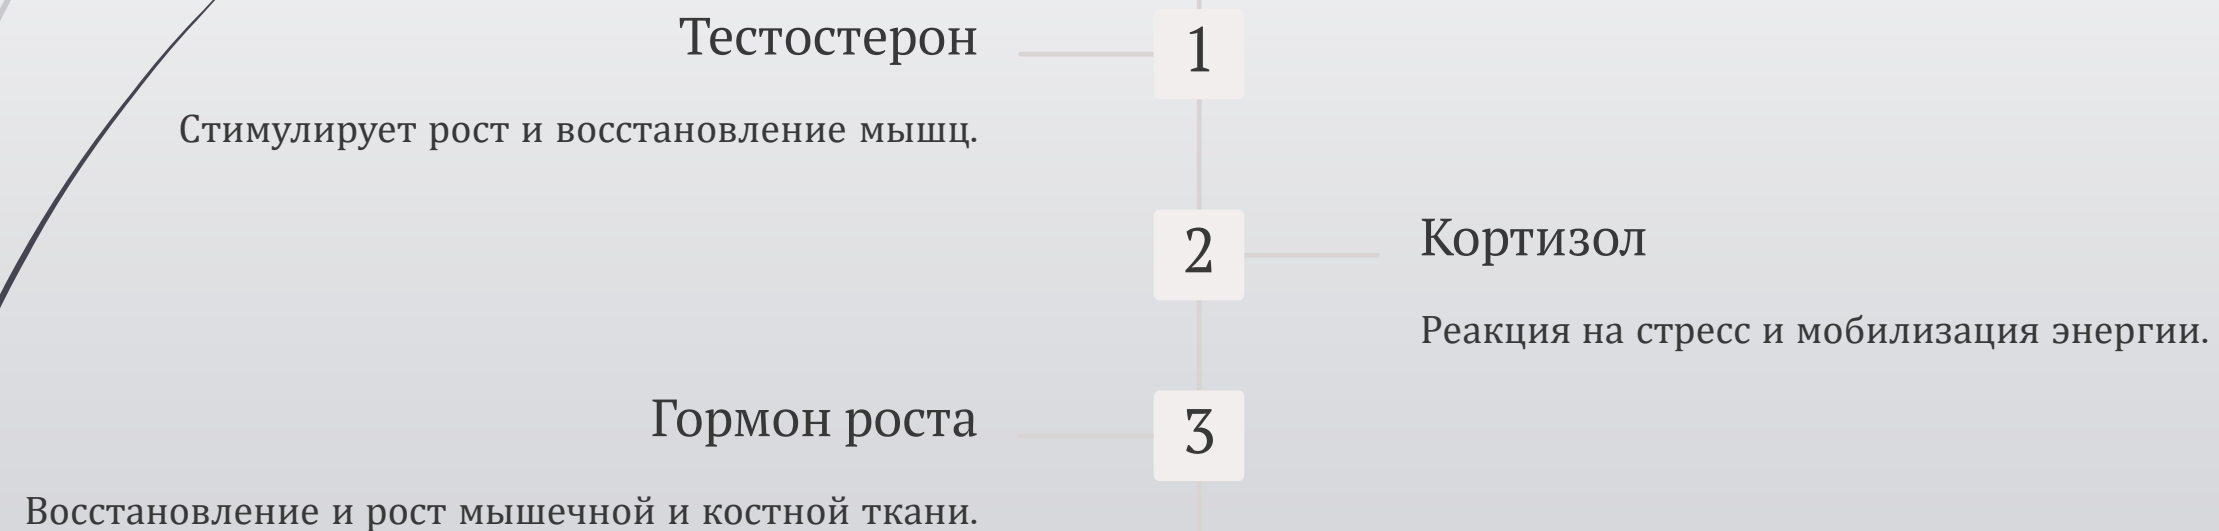 Тестостерон
1
Стимулирует рост и восстановление мышц.
2
Кортизол
Реакция на стресс и мобилизация энергии.
Гормон роста
3
Восстановление и рост мышечной и костной ткани.